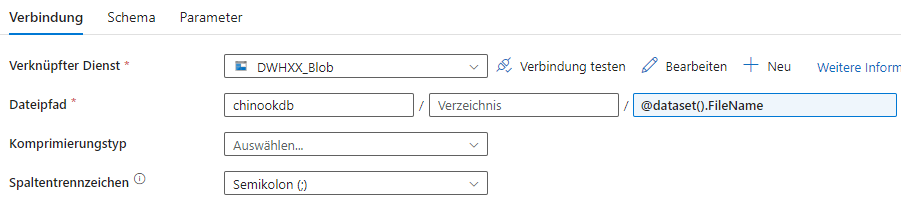 Verbindung Schema Parameter
Verknüpfter Dienst * DWHXX_Blob Verbindung testen Bearbeiten Neu Weitere Inform
Dateipfad * chinookdb / Verzeichnis / @dataset().FileName
Komprimierungstyp Auswählen...
Spaltentrennzeichen Semikolon (;)